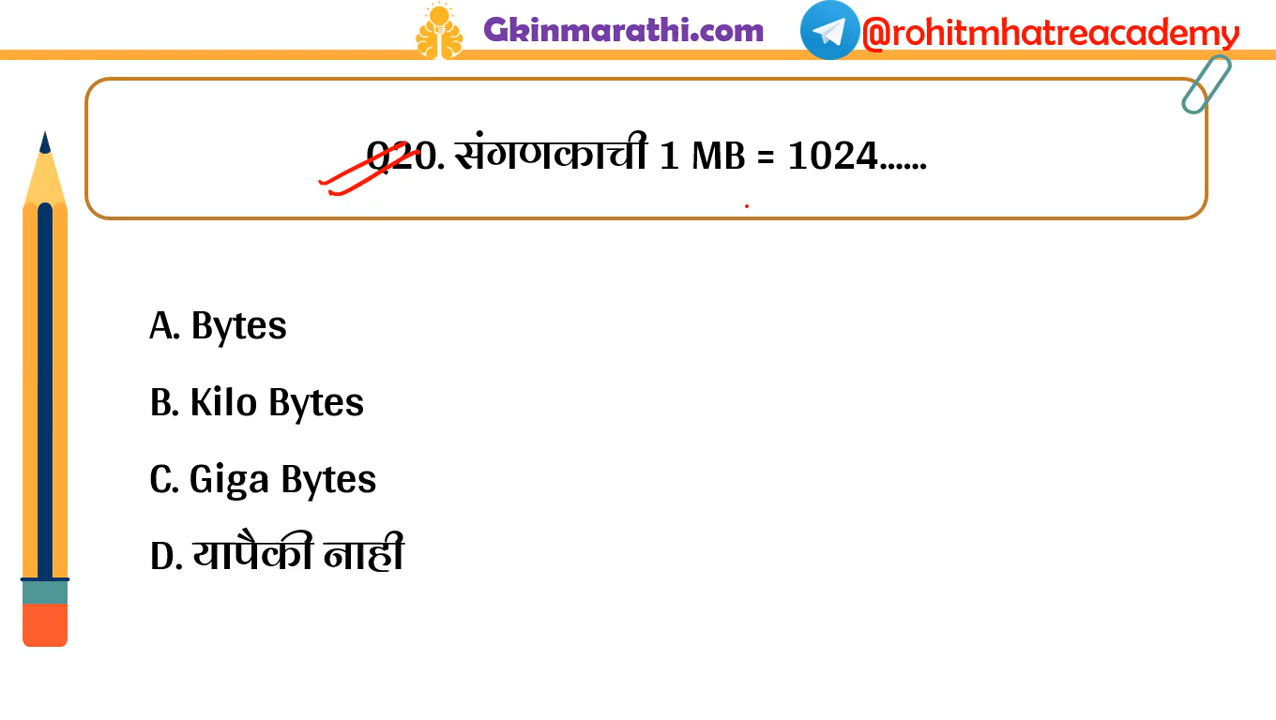 Gkinmarathi.com
@rohitmhatreacademy
Q20. संगणकाची 1 MB = 1024......
A. Bytes
B. Kilo Bytes
C. Giga Bytes
D. यापैकी नाही